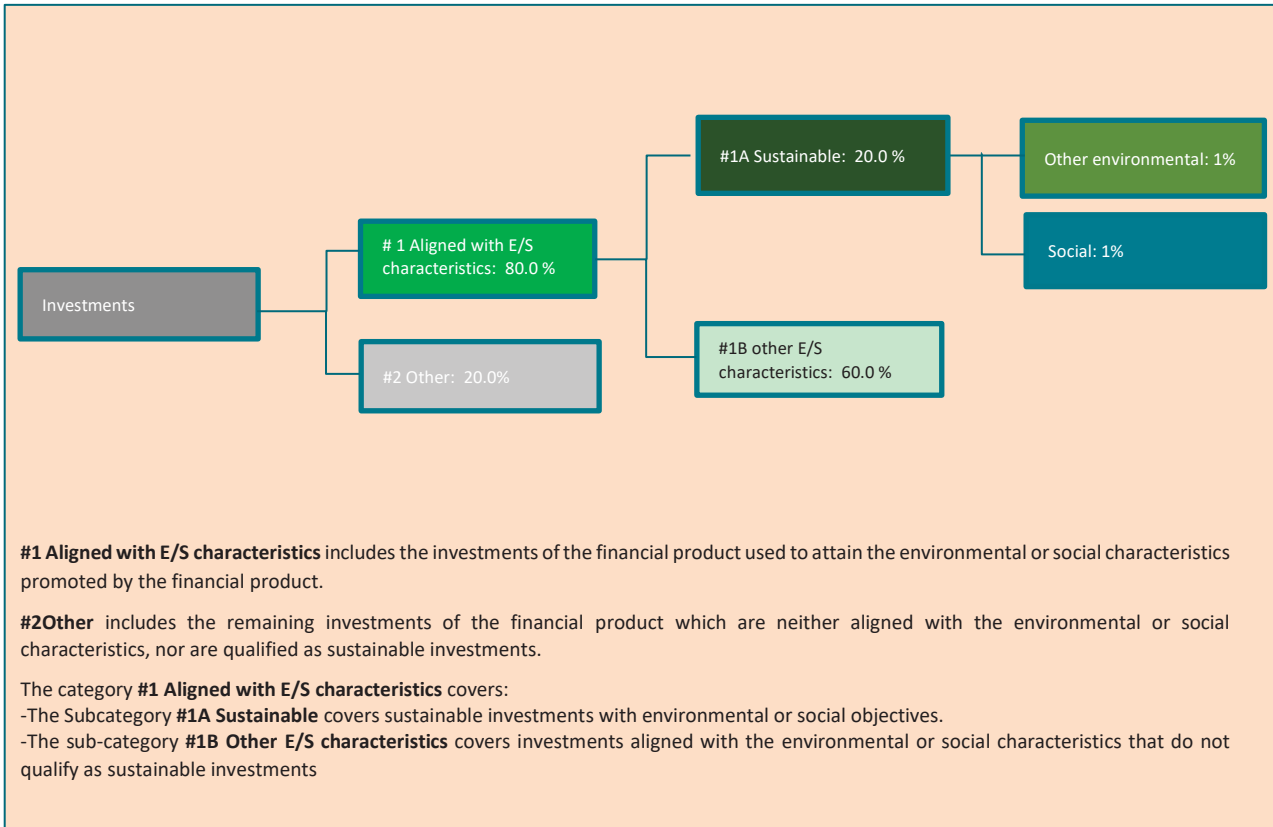 #1A Sustainable: 20.0 %
Other environmental: 1%
# 1 Aligned with E/S
characteristics: 80.0 %
Social: 1%
Investments
#1B other E/S
characteristics: 60.0 %
#2 Other: 20.0%
#1 Aligned with E/S characteristics includes the investments of the financial product used to attain the environmental or social characteristics
promoted by the financial product.
#2Other includes the remaining investments of the financial product which are neither aligned with the environmental or social
characteristics, nor are qualified as sustainable investments.
The category #1 Aligned with E/S characteristics covers:
-The Subcategory #1A Sustainable covers sustainable investments with environmental or social objectives.
-The sub-category #1B Other E/S characteristics covers investments aligned with the environmental or social characteristics that do not
qualify as sustainable investments